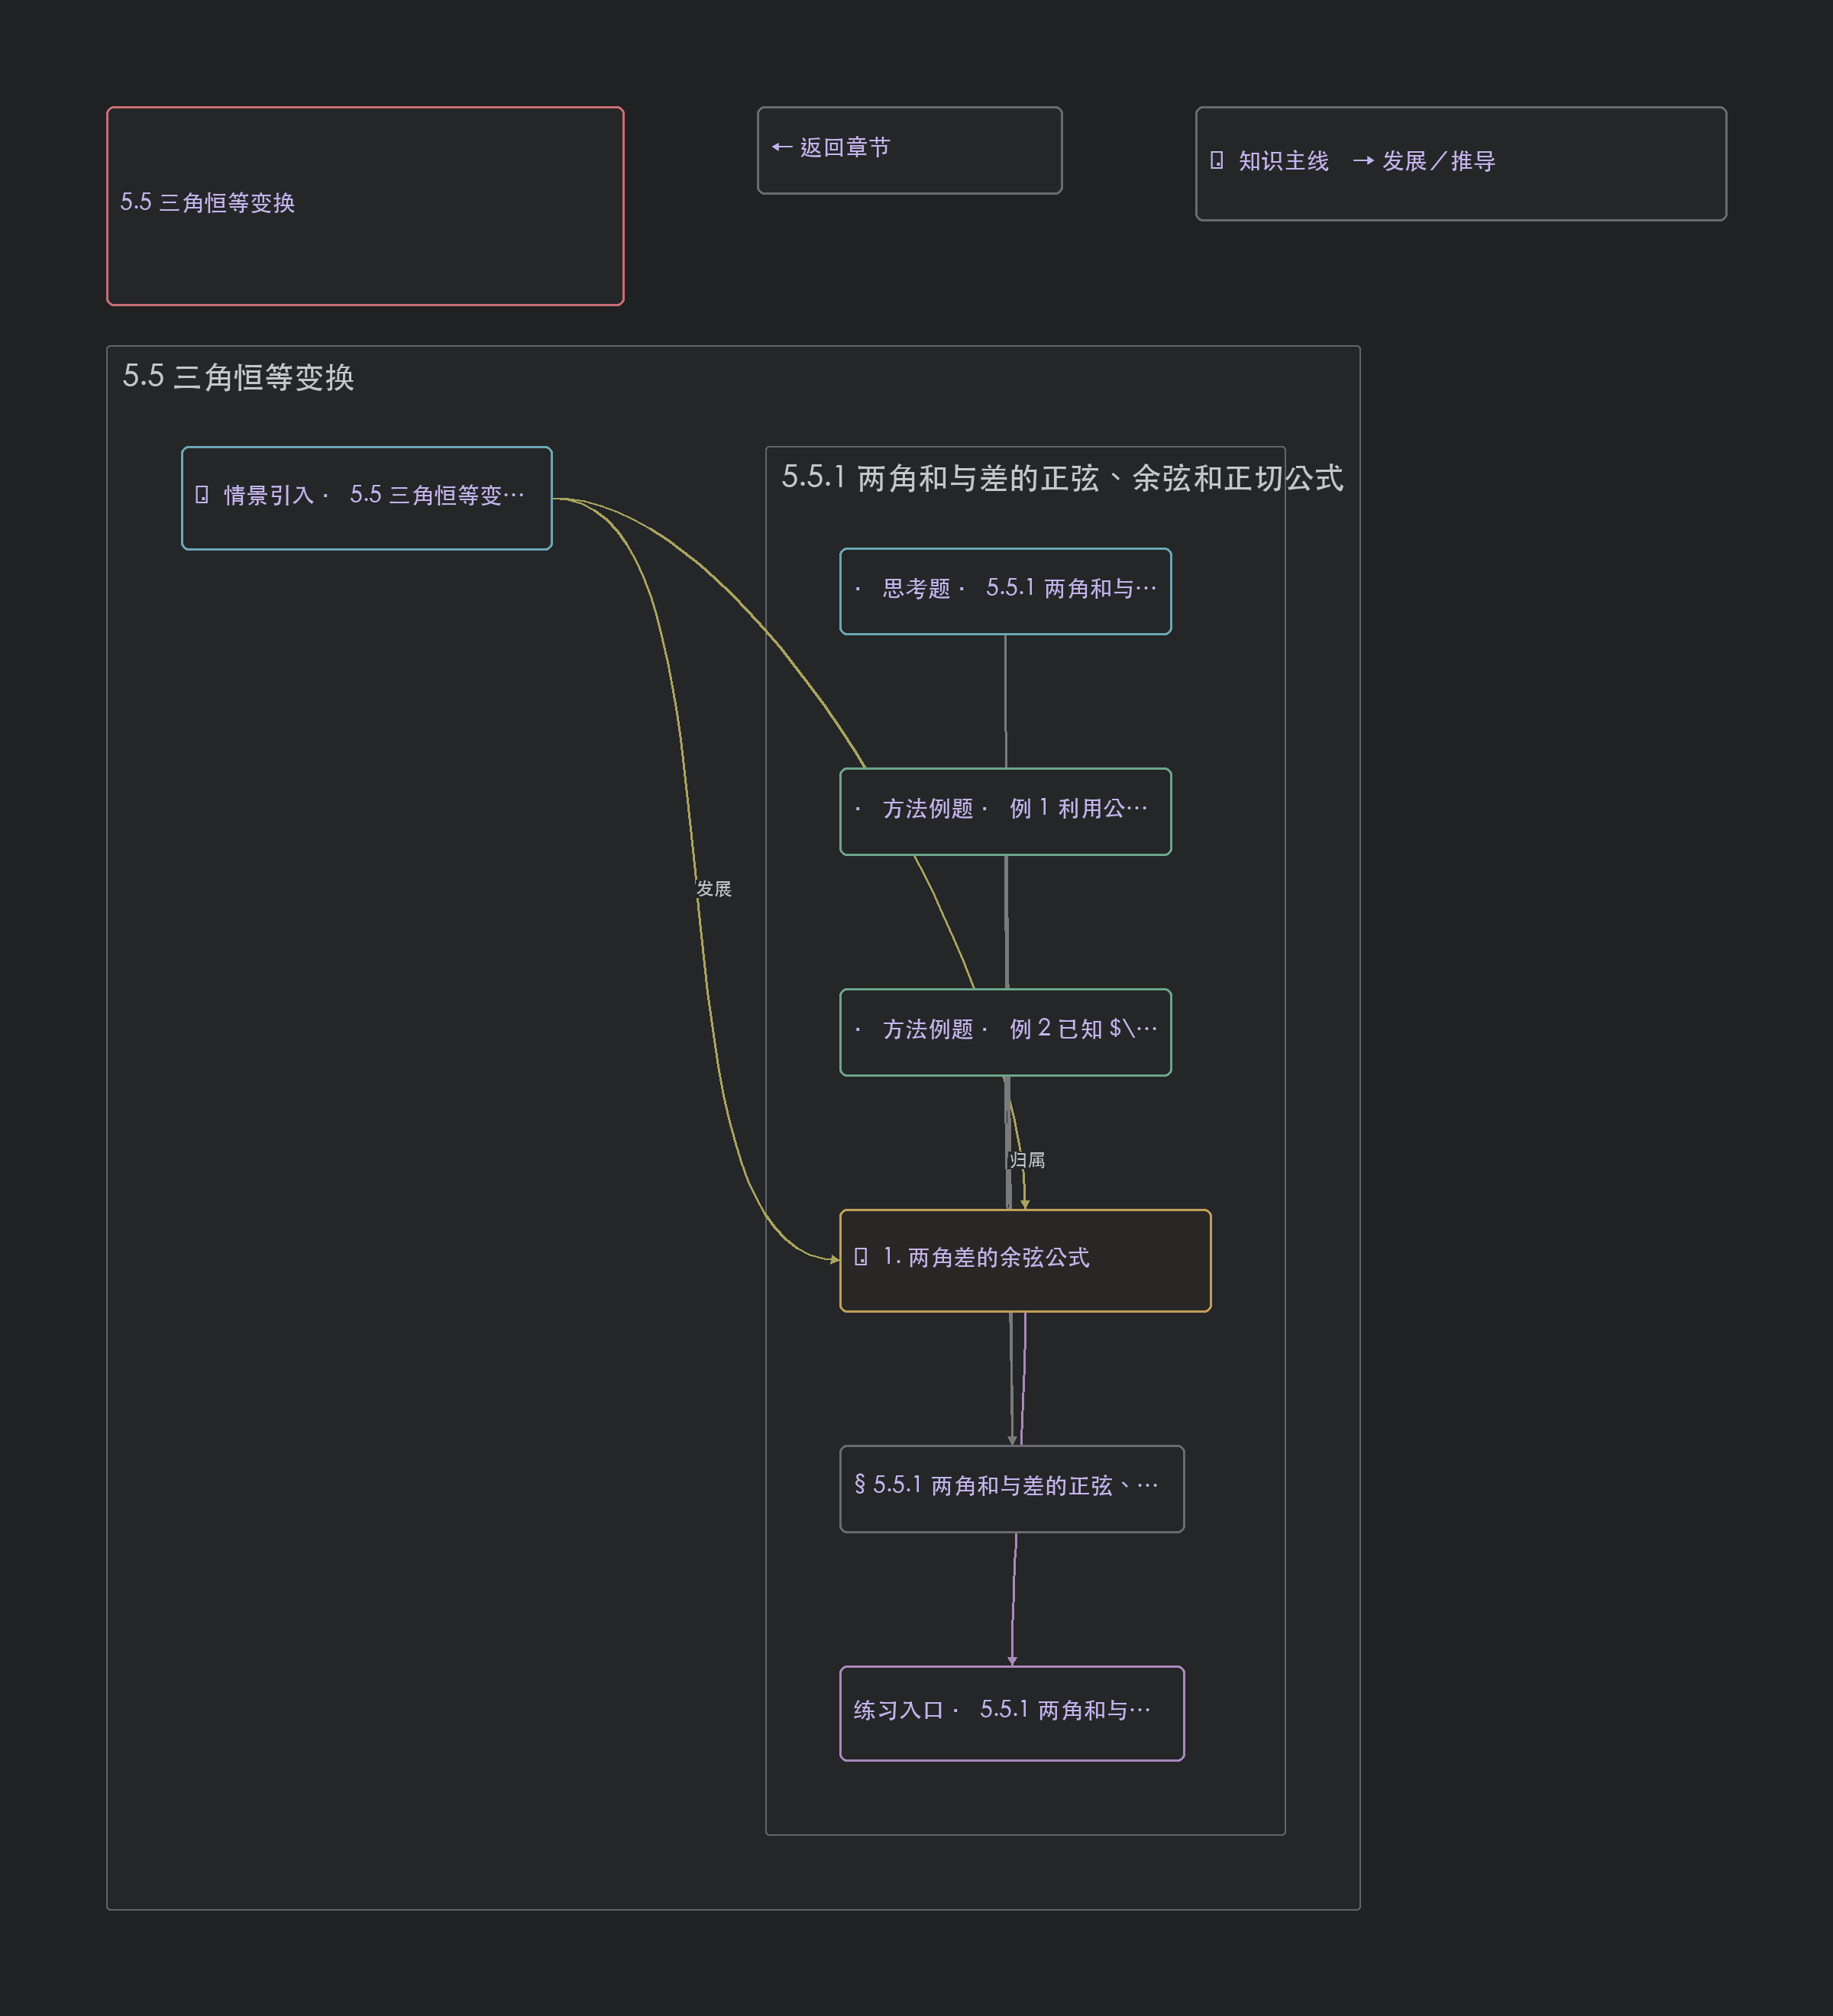 5.5 三角恒等变换
← 返回章节
知识主线 → 发展／推导
5.5 三角恒等变换
情景引入 · 5.5 三角恒等变…
5.5.1 两角和与差的正弦、余弦和正切公式
· 思考题 · 5.5.1 两角和与…
· 方法例题 · 例 1 利用公…
发展
· 方法例题 · 例 2 已知 $\…
归属
1. 两角差的余弦公式
§ 5.5.1 两角和与差的正弦、…
练习入口 · 5.5.1 两角和与…